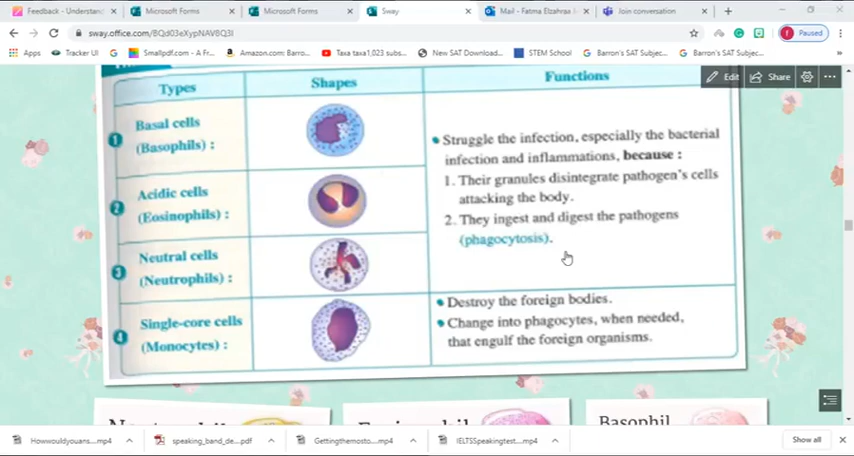 Feedback - Understand
Microsoft Forms
Microsoft Forms
Sway
Mail - Fatma Elzahraa
Join conversation
sway.office.com/8Qd03eXypNAV8Q3I
Paused
Apps
Tracker UI
G
Smallpdf.com - A Fr...
Amazon.com: Barro...
Taxa taxa1,023 subs...
New SAT Download...
STEM School
Barron's SAT Subjec...
Barron's SAT Subjec...
Edit
Share
Types
Shapes
Functions
1
Basal cells
(Basophils) :
2
Acidic cells
(Eosinophils) :
3
Neutral cells
(Neutrophils) :
• Struggle the infection, especially the bacterial
infection and inflammations, because :
1. Their granules disintegrate pathogen's cells
attacking the body.
2. They ingest and digest the pathogens
(phagocytosis).
4
Single-core cells
(Monocytes) :
• Destroy the foreign bodies.
• Change into phagocytes, when needed,
that engulf the foreign organisms.
Basophil
Howwouldyouans....mp4
speaking_band_de....pdf
Gettingthemosto....mp4
IELTSSpeakingtest....mp4
Show all